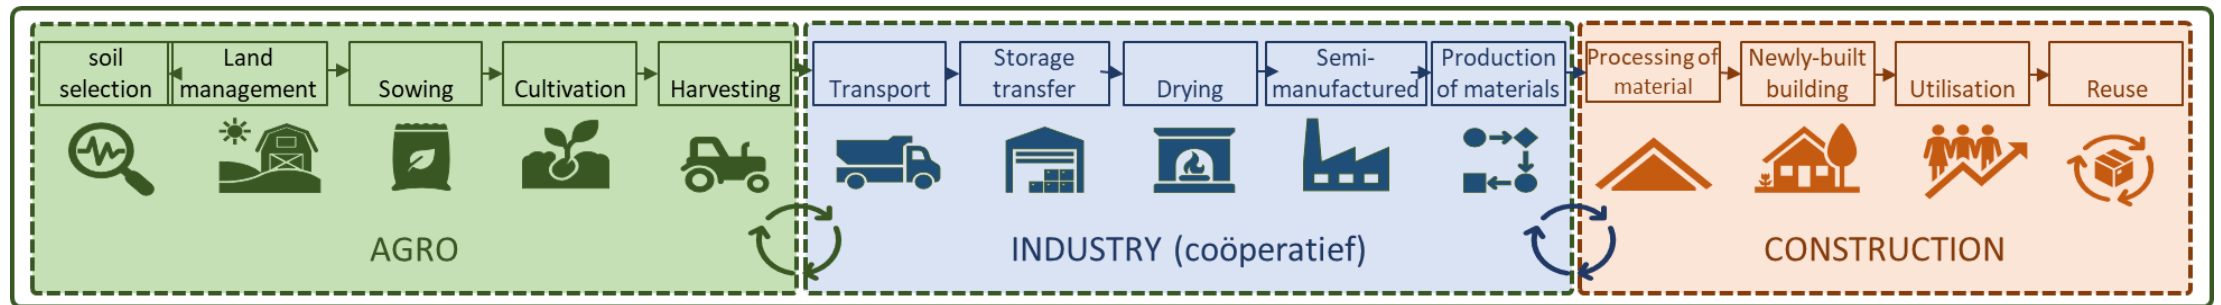 soil
selection
Land
management
Sowing
Cultivation
Harvesting
Transport
Storage
transfer
Drying
Semi-
manufactured
Production
of materials
Processing of
material
Newly-built
building
Utilisation
Reuse
AGRO
INDUSTRY (coöperatief)
CONSTRUCTION